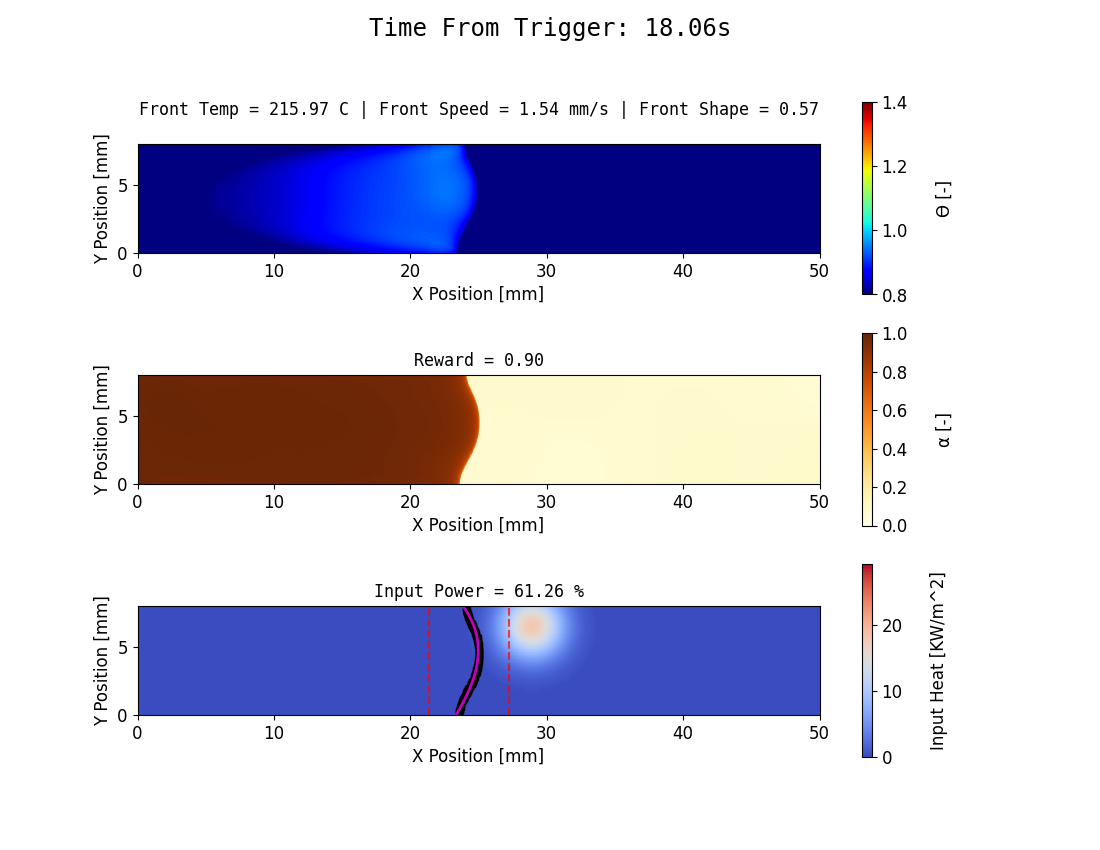 Time From Trigger: 18.06s
Front Temp = 215.97 C | Front Speed = 1.54 mm/s | Front Shape = 0.57
Y Position [mm]
5
0
0 10 20 30 40 50
X Position [mm]
1.4
1.2
1.0
0.8
ϴ [-]
Reward = 0.90
Y Position [mm]
5
0
0 10 20 30 40 50
X Position [mm]
1.0
0.8
0.6
0.4
0.2
0.0
α [-]
Input Power = 61.26 %
Y Position [mm]
5
0
0 10 20 30 40 50
X Position [mm]
20
10
0
Input Heat [KW/m^2]